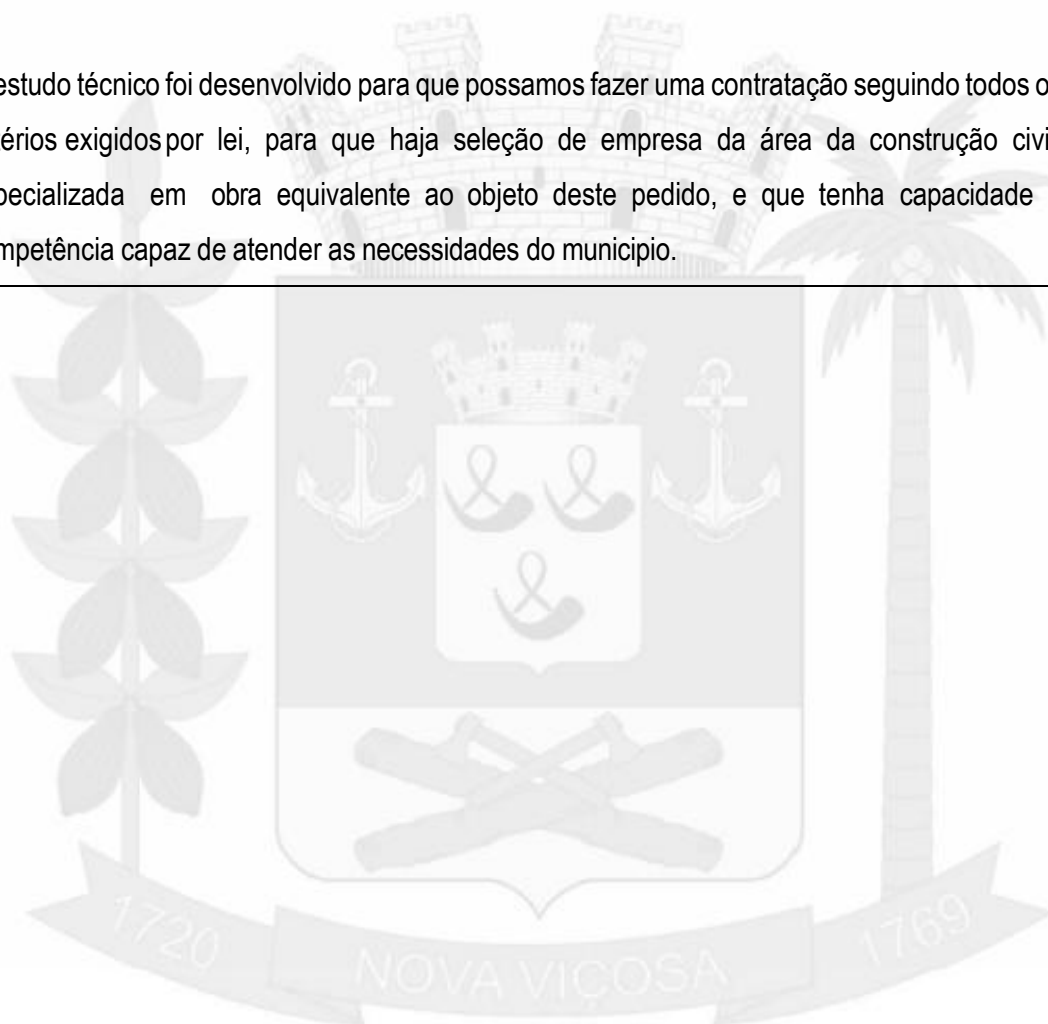 estudo técnico foi desenvolvido para que possamos fazer uma contratação seguindo todos o
térios exigidos por lei, para que haja seleção de empresa da área da construção civi
pecializada em obra equivalente ao objeto deste pedido, e que tenha capacidade
mpetência capaz de atender as necessidades do municipio.
1720 NOVA VIÇOSA 1769